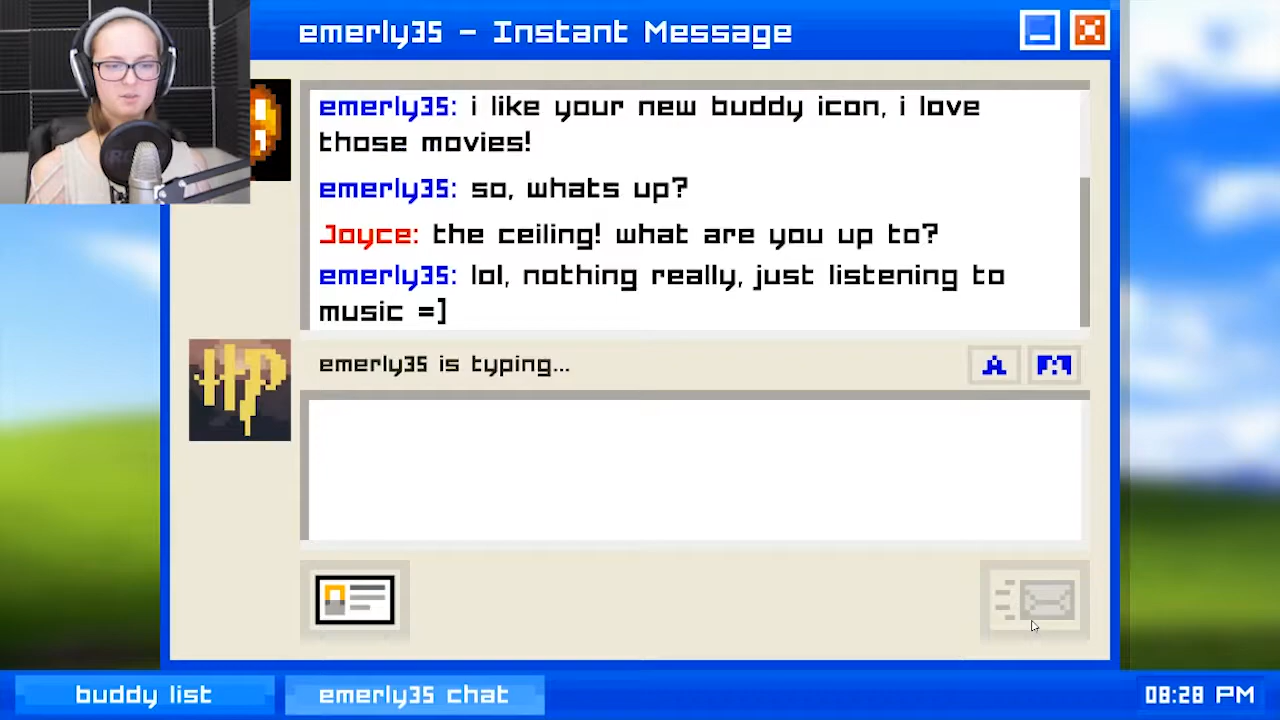 emerly35 - Instant Message
emerly35: i like your new buddy icon, i love
those movies!
emerly35: so, whats up?
Joyce: the ceiling! what are you up to?
emerly35: lol, nothing really, just listening to
music =]
emerly35 is typing...
A
HP
buddy list
emerly35 chat
08:28 PM